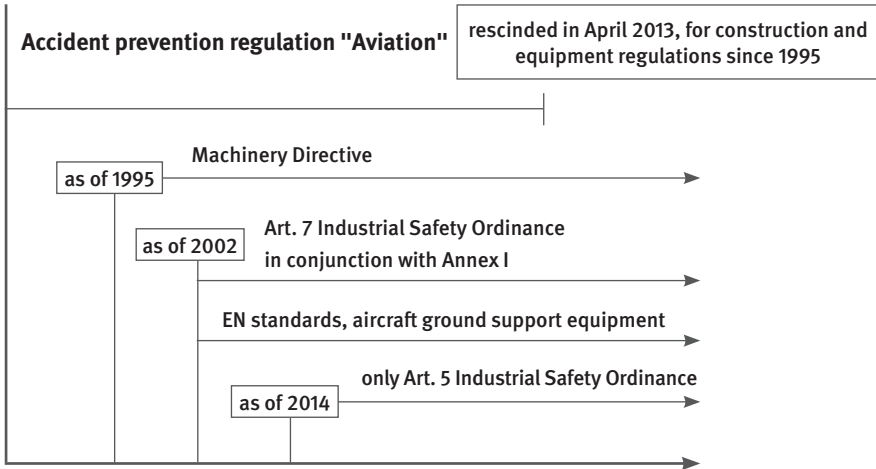 Accident prevention regulation "Aviation"
rescinded in April 2013, for construction and
equipment regulations since 1995
Machinery Directive
as of 1995
Art. 7 Industrial Safety Ordinance
as of 2002
in conjunction with Annex I
EN standards, aircraft ground support equipment
only Art. 5 Industrial Safety Ordinance
as of 2014